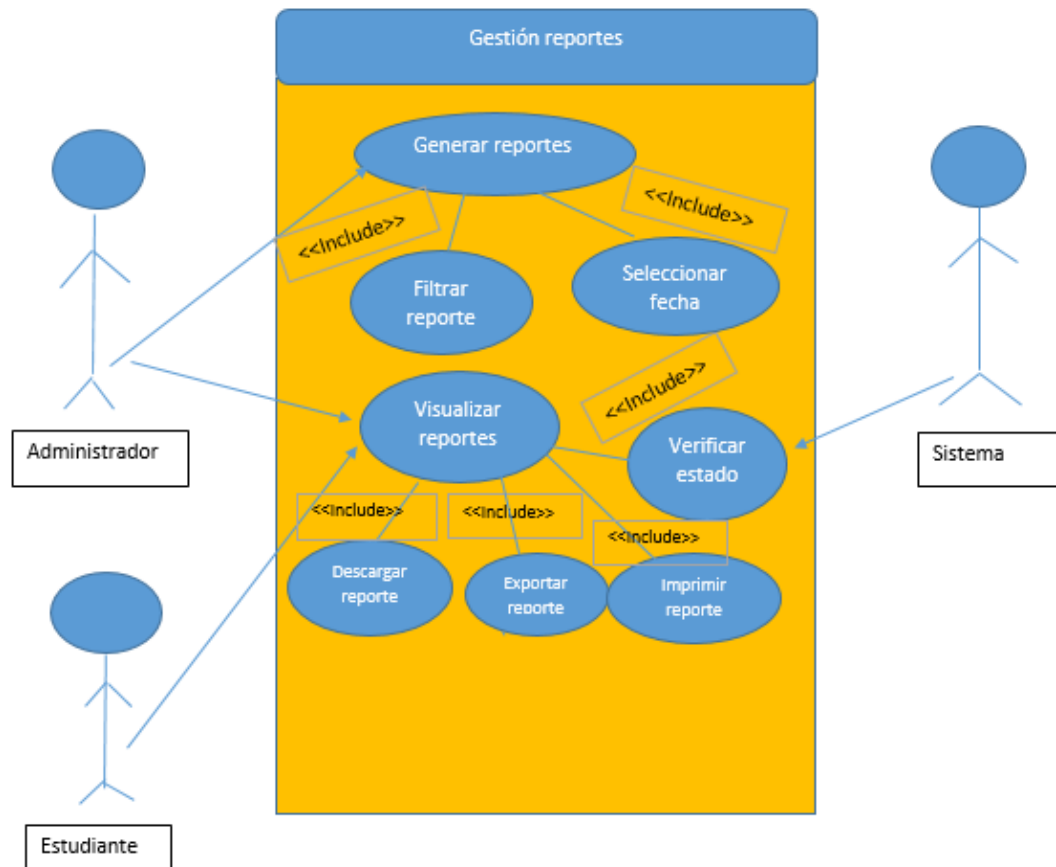 Gestión reportes
Generar reportes
<<Include>>
<<Include>>
Filtrar
reporte
Seleccionar
fecha
<<Include>>
Visualizar
reportes
Verificar
estado
Administrador
Sistema
<<Include>>
<<Include>>
<<Include>>
Descargar
reporte
Exportar
reporte
Imprimir
reporte
Estudiante